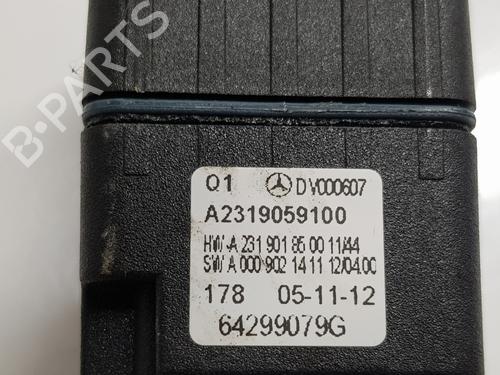 B-PARTS
Q1 DV000607
A2319059100
HW-A 231 901 86 00 11/44
SW A 000 902 14 11 12/04.00
178 05-11-12
64299079G